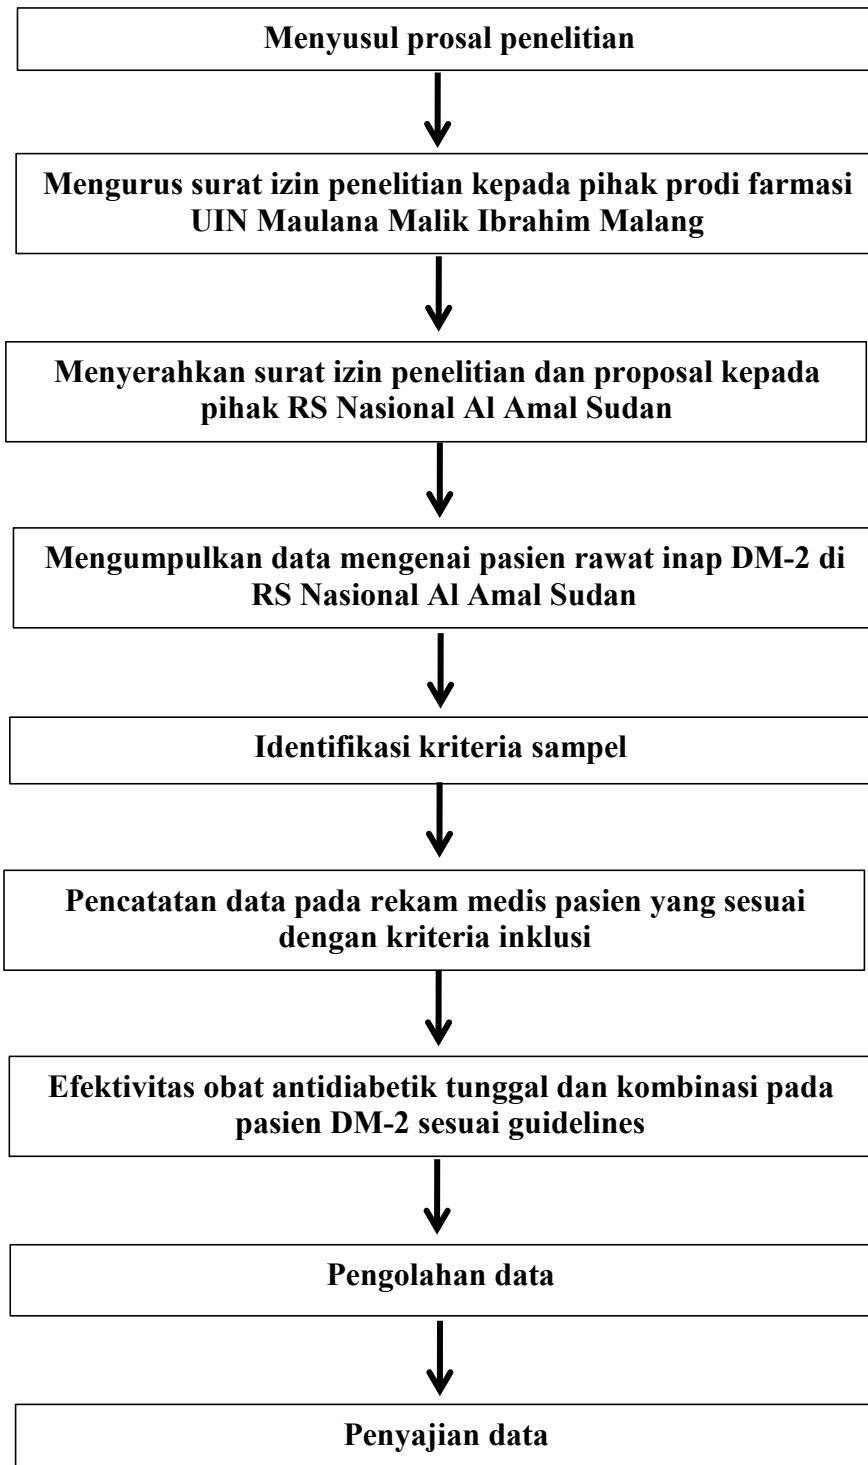 Menyusul prosal penelitian
Mengurus surat izin penelitian kepada pihak prodi farmasi
UIN Maulana Malik Ibrahim Malang
Menyerahkan surat izin penelitian dan proposal kepada
pihak RS Nasional Al Amal Sudan
Mengumpulkan data mengenai pasien rawat inap DM-2 di
RS Nasional Al Amal Sudan
Identifikasi kriteria sampel
Pencatatan data pada rekam medis pasien yang sesuai
dengan kriteria inklusi
Efektivitas obat antidiabetik tunggal dan kombinasi pada
pasien DM-2 sesuai guidelines
Pengolahan data
Penyajian data